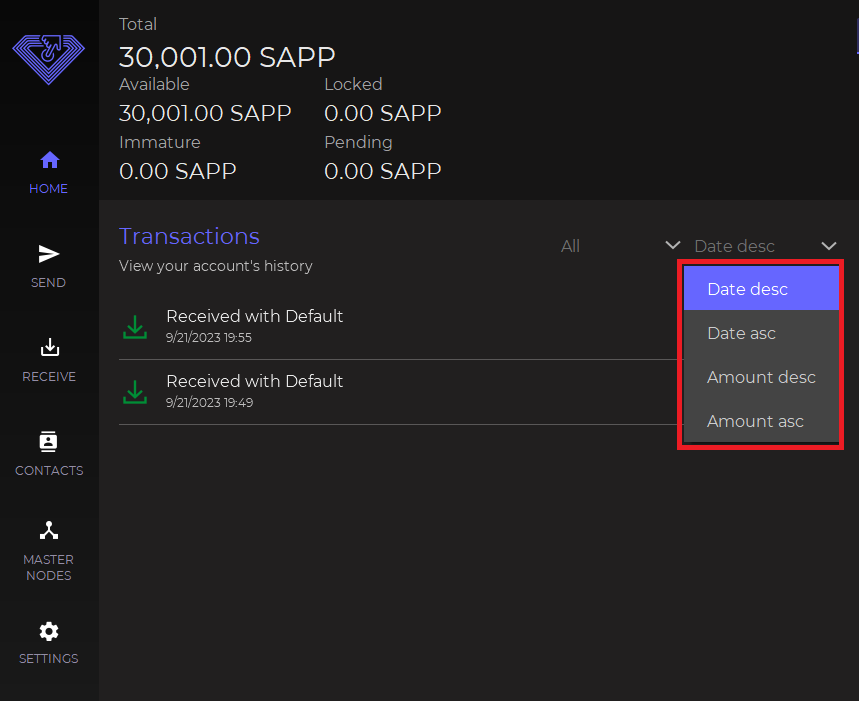 Total
30,001.00 SAPP
Available
Locked
30,001.00 SAPP
0.00 SAPP
Immature
Pending
0.00 SAPP
0.00 SAPP
HOME
SEND
RECEIVE
CONTACTS
MASTER
NODES
SETTINGS
Transactions
View your account's history
All
Date desc
Received with Default
9/21/2023 19:55
Received with Default
9/21/2023 19:49
Date desc
Date asc
Amount desc
Amount asc